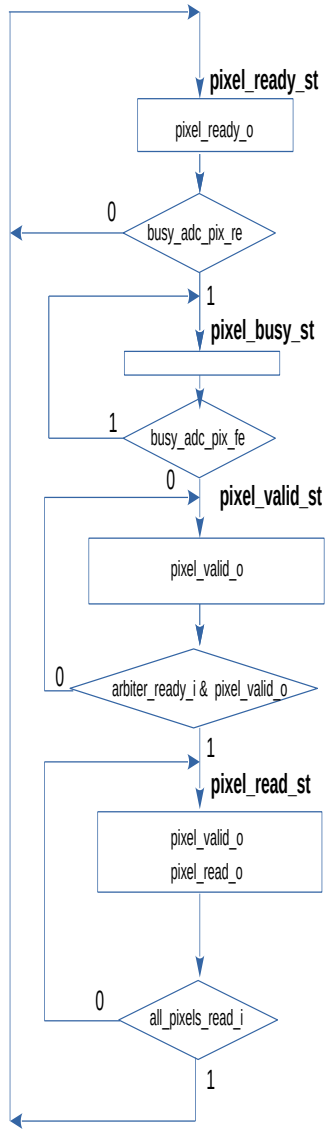 pixel_ready_st
pixel_ready_o
0
busy_adc_pix_re
1
pixel_busy_st
1
busy_adc_pix_fe
0
pixel_valid_st
pixel_valid_o
0
arbiter_ready_i & pixel_valid_o
1
pixel_read_st
pixel_valid_o
pixel_read_o
0
all_pixels_read_i
1